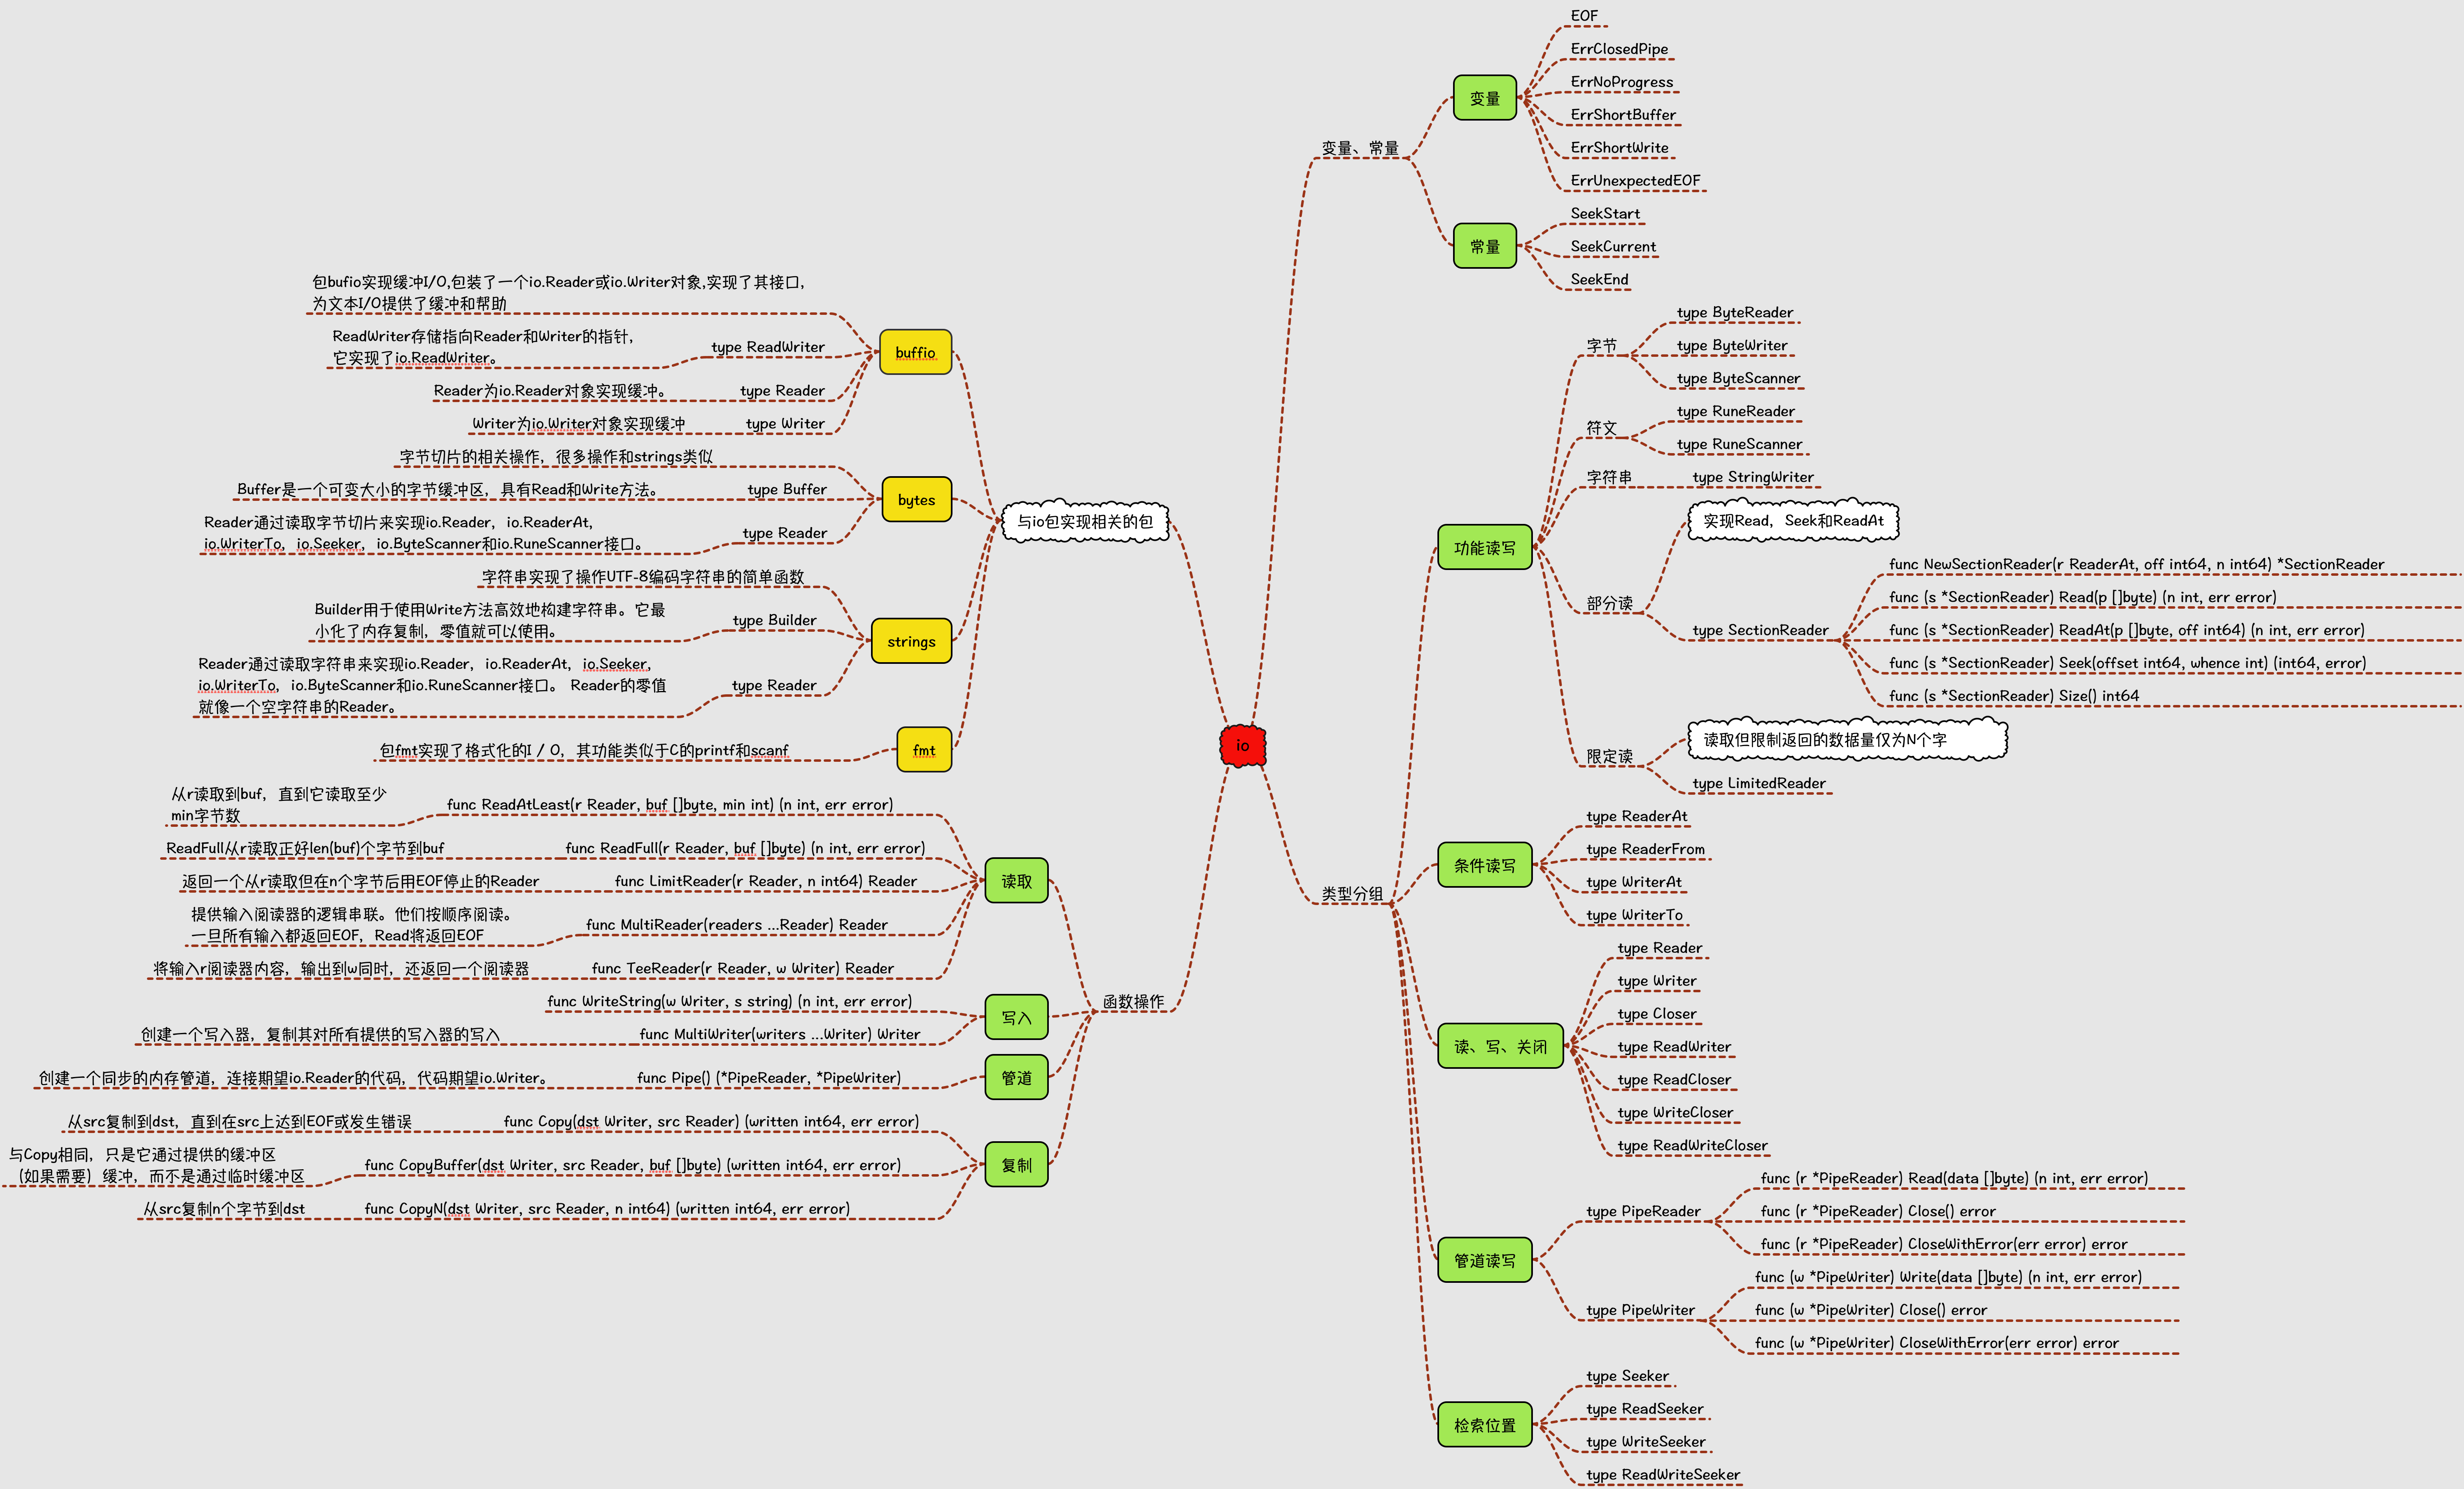 io
变量、常量
变量
EOF
ErrClosedPipe
ErrNoProgress
ErrShortBuffer
ErrShortWrite
ErrUnexpectedEOF
常量
SeekStart
SeekCurrent
SeekEnd
类型分组
功能读写
字节
type ByteReader
type ByteWriter
type ByteScanner
符文
type RuneReader
type RuneScanner
字符串
type StringWriter
部分读
实现Read，Seek和ReadAt
type SectionReader
func NewSectionReader(r ReaderAt, off int64, n int64) *SectionReader
func (s *SectionReader) Read(p []byte) (n int, err error)
func (s *SectionReader) ReadAt(p []byte, off int64) (n int, err error)
func (s *SectionReader) Seek(offset int64, whence int) (int64, error)
func (s *SectionReader) Size() int64
限定读
读取但限制返回的数据量仅为N个字
type LimitedReader
条件读写
type ReaderAt
type ReaderFrom
type WriterAt
type WriterTo
读、写、关闭
type Reader
type Writer
type Closer
type ReadWriter
type ReadCloser
type WriteCloser
type ReadWriteCloser
管道读写
type PipeReader
func (r *PipeReader) Read(data []byte) (n int, err error)
func (r *PipeReader) Close() error
func (r *PipeReader) CloseWithError(err error) error
type PipeWriter
func (w *PipeWriter) Write(data []byte) (n int, err error)
func (w *PipeWriter) Close() error
func (w *PipeWriter) CloseWithError(err error) error
检索位置
type Seeker
type ReadSeeker
type WriteSeeker
type ReadWriteSeeker
与io包实现相关的包
buffio
包bufio实现缓冲I/O,包装了一个io.Reader或io.Writer对象,实现了其接口,
为文本I/O提供了缓冲和帮助
type ReadWriter
ReadWriter存储指向Reader和Writer的指针，
它实现了io.ReadWriter。
type Reader
Reader为io.Reader对象实现缓冲。
type Writer
Writer为io.Writer对象实现缓冲
bytes
字节切片的相关操作，很多操作和strings类似
type Buffer
Buffer是一个可变大小的字节缓冲区，具有Read和Write方法。
type Reader
Reader通过读取字节切片来实现io.Reader，io.ReaderAt，
io.WriterTo，io.Seeker，io.ByteScanner和io.RuneScanner接口。
strings
字符串实现了操作UTF-8编码字符串的简单函数
type Builder
Builder用于使用Write方法高效地构建字符串。它最
小化了内存复制，零值就可以使用。
type Reader
Reader通过读取字符串来实现io.Reader，io.ReaderAt，io.Seeker，
io.WriterTo，io.ByteScanner和io.RuneScanner接口。 Reader的零值
就像一个空字符串的Reader。
fmt
包fmt实现了格式化的I / O，其功能类似于C的printf和scanf
函数操作
读取
func ReadAtLeast(r Reader, buf []byte, min int) (n int, err error)
从r读取到buf，直到它读取至少
min字节数
func ReadFull(r Reader, buf []byte) (n int, err error)
ReadFull从r读取正好len(buf)个字节到buf
func LimitReader(r Reader, n int64) Reader
返回一个从r读取但在n个字节后用EOF停止的Reader
func MultiReader(readers ...Reader) Reader
提供输入阅读器的逻辑串联。他们按顺序阅读。
一旦所有输入都返回EOF，Read将返回EOF
func TeeReader(r Reader, w Writer) Reader
将输入r阅读器内容，输出到w同时，还返回一个阅读器
写入
func WriteString(w Writer, s string) (n int, err error)
func MultiWriter(writers ...Writer) Writer
创建一个写入器，复制其对所有提供的写入器的写入
管道
func Pipe() (*PipeReader, *PipeWriter)
创建一个同步的内存管道，连接期望io.Reader的代码，代码期望io.Writer。
复制
func Copy(dst Writer, src Reader) (written int64, err error)
从src复制到dst，直到在src上达到EOF或发生错误
func CopyBuffer(dst Writer, src Reader, buf []byte) (written int64, err error)
与Copy相同，只是它通过提供的缓冲区
（如果需要）缓冲，而不是通过临时缓冲区
func CopyN(dst Writer, src Reader, n int64) (written int64, err error)
从src复制n个字节到dst